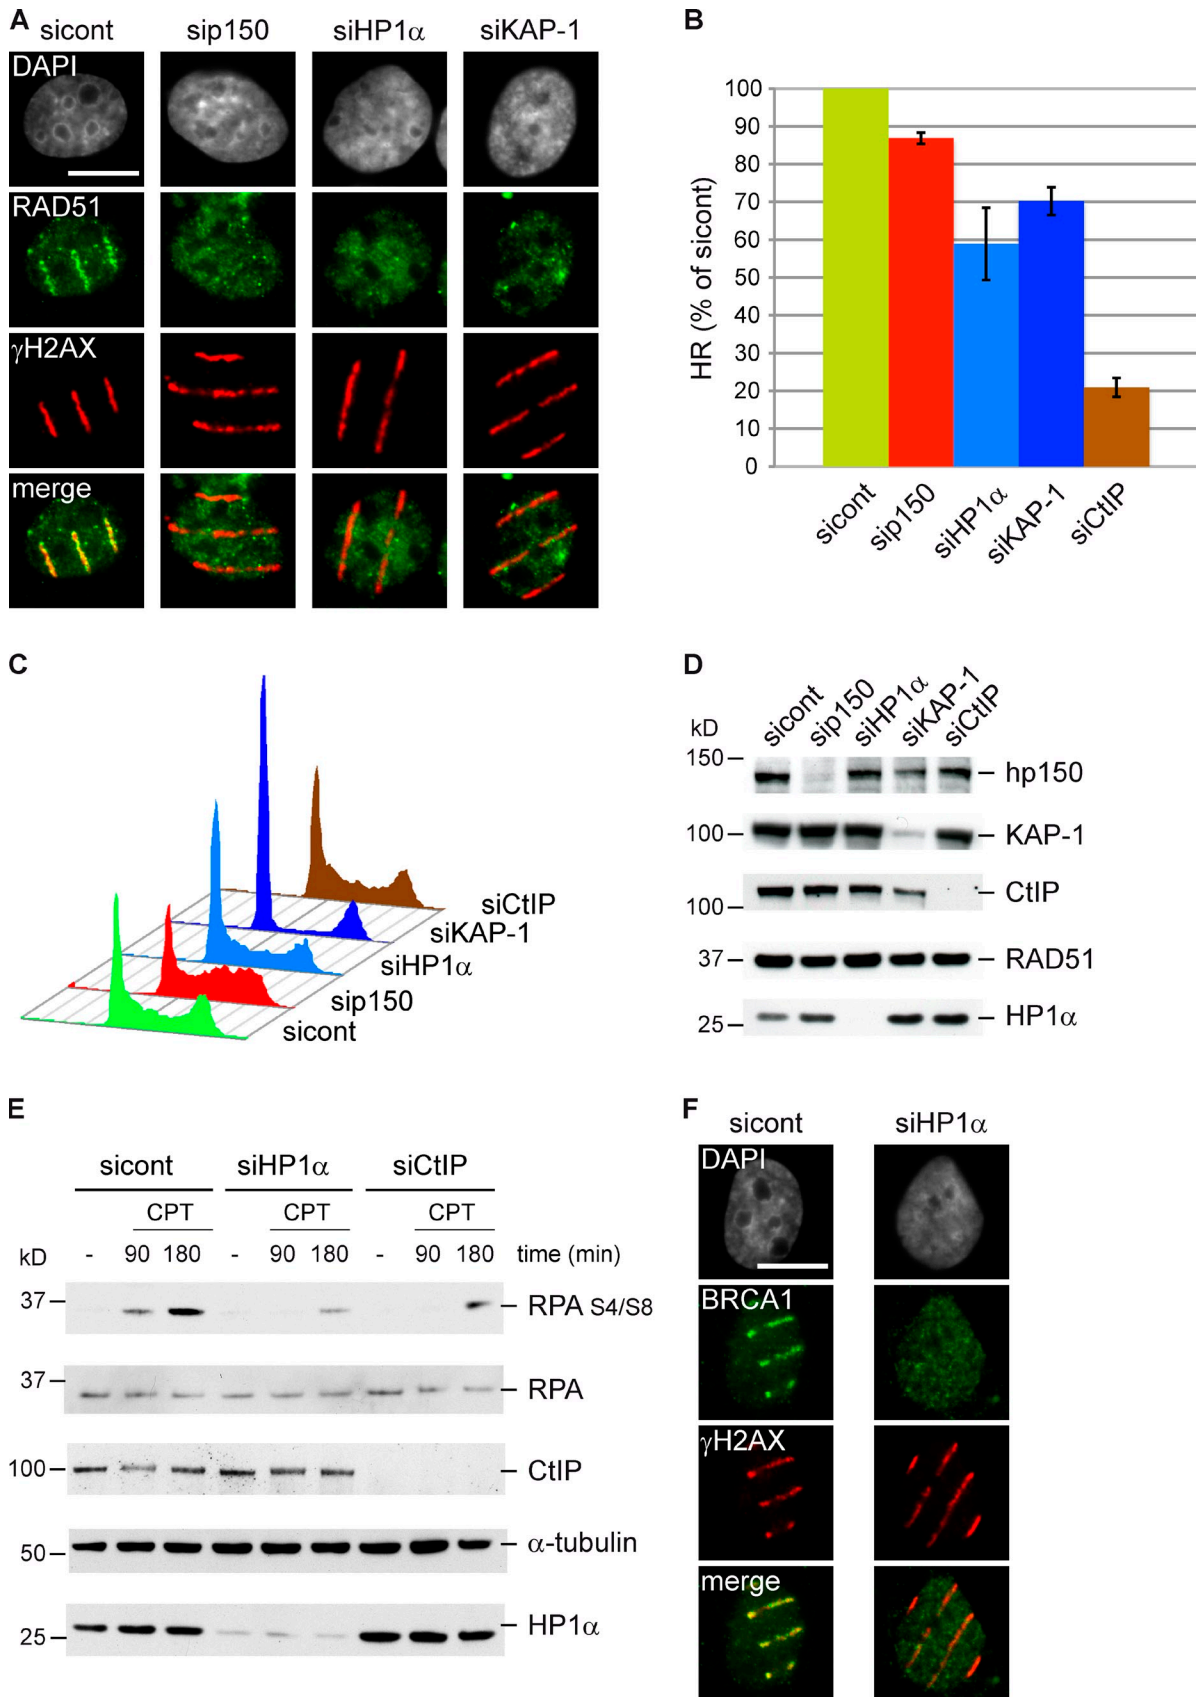 A
sicont sip150 siHP1α siKAP-1
DAPI
RAD51
γH2AX
merge
B
HR (% of sicont)
100
90
80
70
60
50
40
30
20
10
0
sicont sip150 siHP1α siKAP-1 siCtIP
C
siCtIP
siKAP-1
siHP1α
sip150
sicont
D
kD sicont sip150 siHP1α siKAP-1 siCtIP
150 hp150
100 KAP-1
100 CtIP
37 RAD51
25 HP1α
E
sicont siHP1α siCtIP
CPT CPT CPT
kD - 90 180 - 90 180 - 90 180 time (min)
37 RPA S4/S8
37 RPA
100 CtIP
50 α-tubulin
25 HP1α
F
sicont siHP1α
DAPI
BRCA1
γH2AX
merge